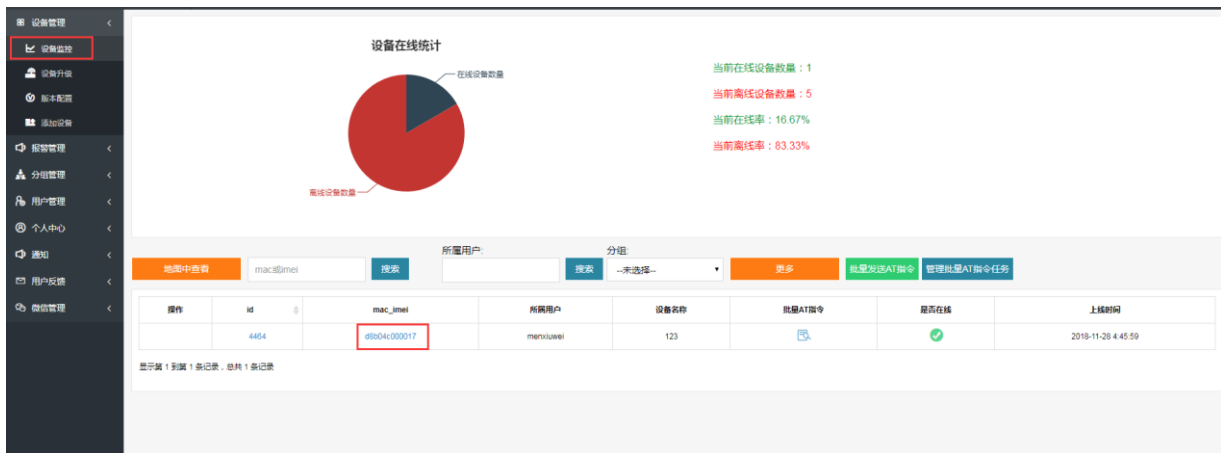 设备管理
设备监控
设备升级
版本配置
添加设备
报警管理
分组管理
用户管理
个人中心
通知
用户反馈
微信管理
设备在线统计
在线设备数量
离线设备数量
当前在线设备数量：1
当前离线设备数量：5
当前在线率：16.67%
当前离线率：83.33%
所属用户: 分组:
地图中查看 mac或imei 搜索 搜索 --未选择-- 更多 批量发送AT指令 管理批量AT指令任务
操作 id mac_imei 所属用户 设备名称 批量AT指令 是否在线 上线时间
4464 d8b04c000017 menxiuwei 123 2018-11-28 4:45:59
显示第 1 到第 1 条记录，总共 1 条记录